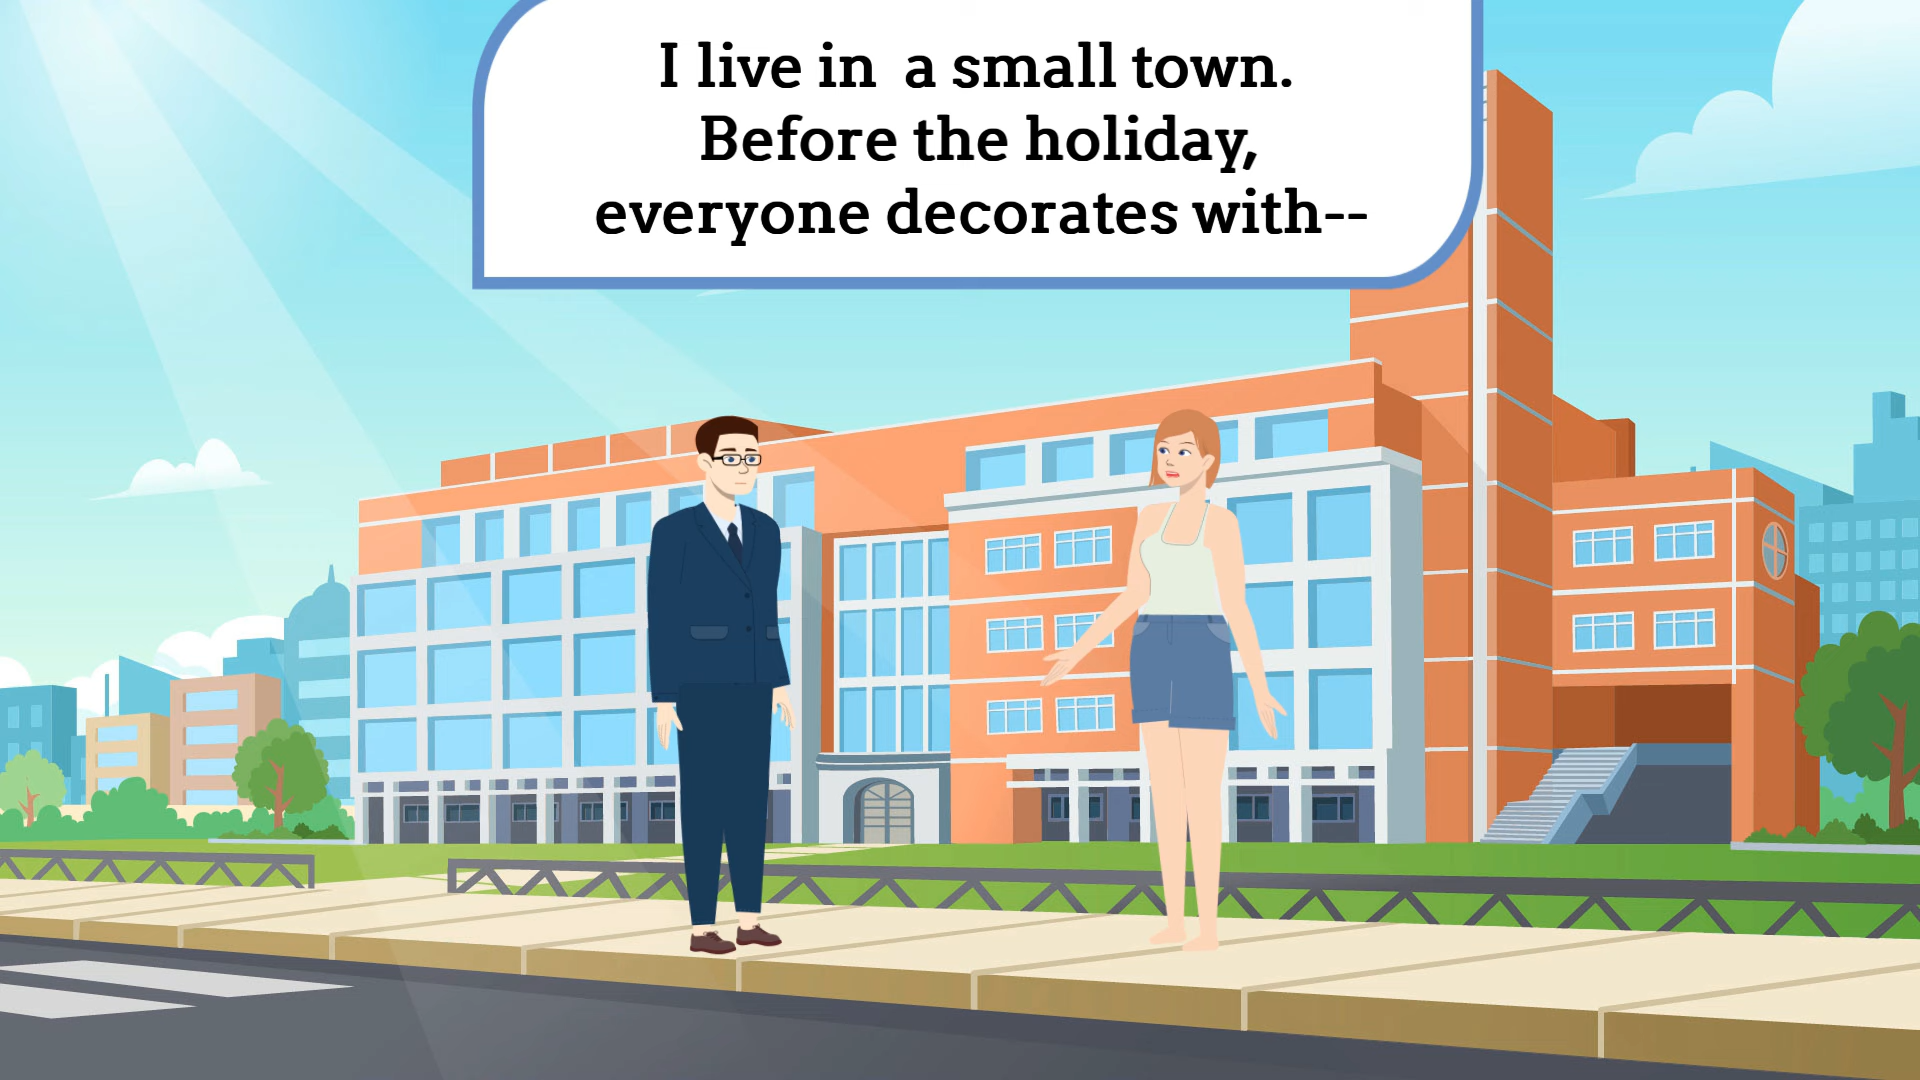 I live in a small town.
Before the holiday,
everyone decorates with--